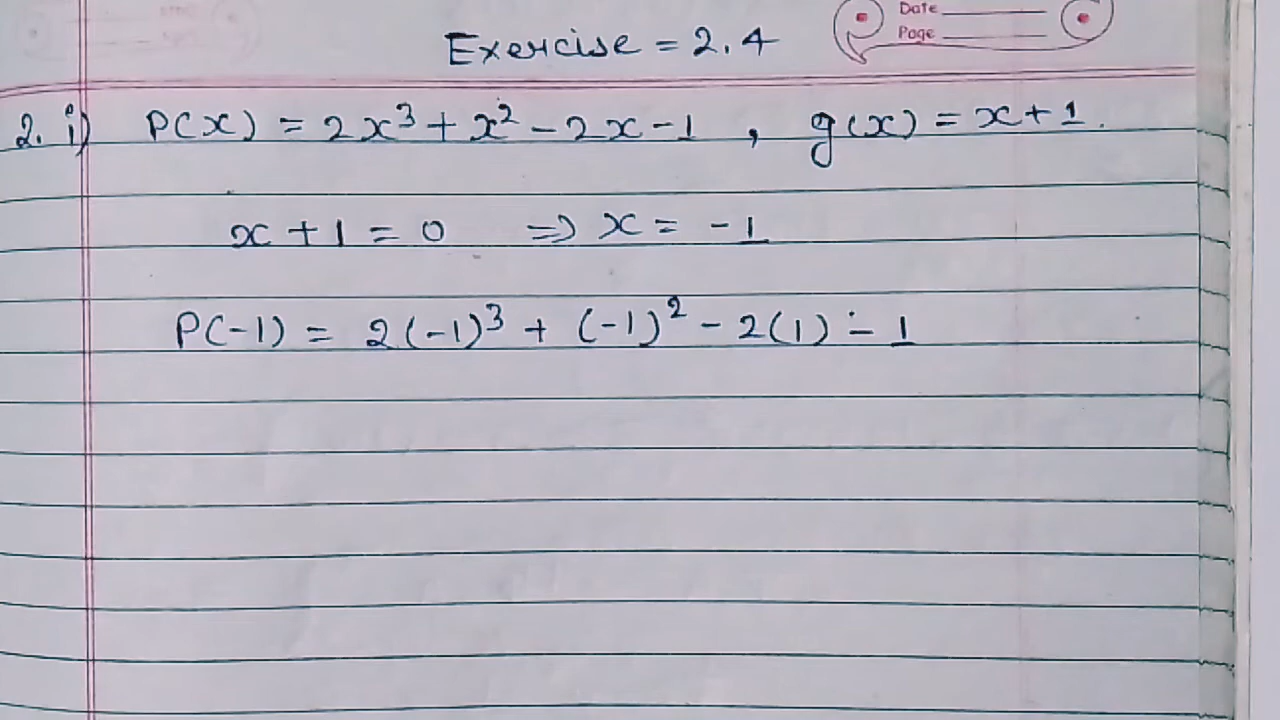 Date
Page
Exercise = 2.4
2. i) P(x) = 2x³ + x² - 2x - 1 , g(x) = x + 1.
x + 1 = 0 ⇒ x = -1
P(-1) = 2(-1)³ + (-1)² - 2(1) - 1